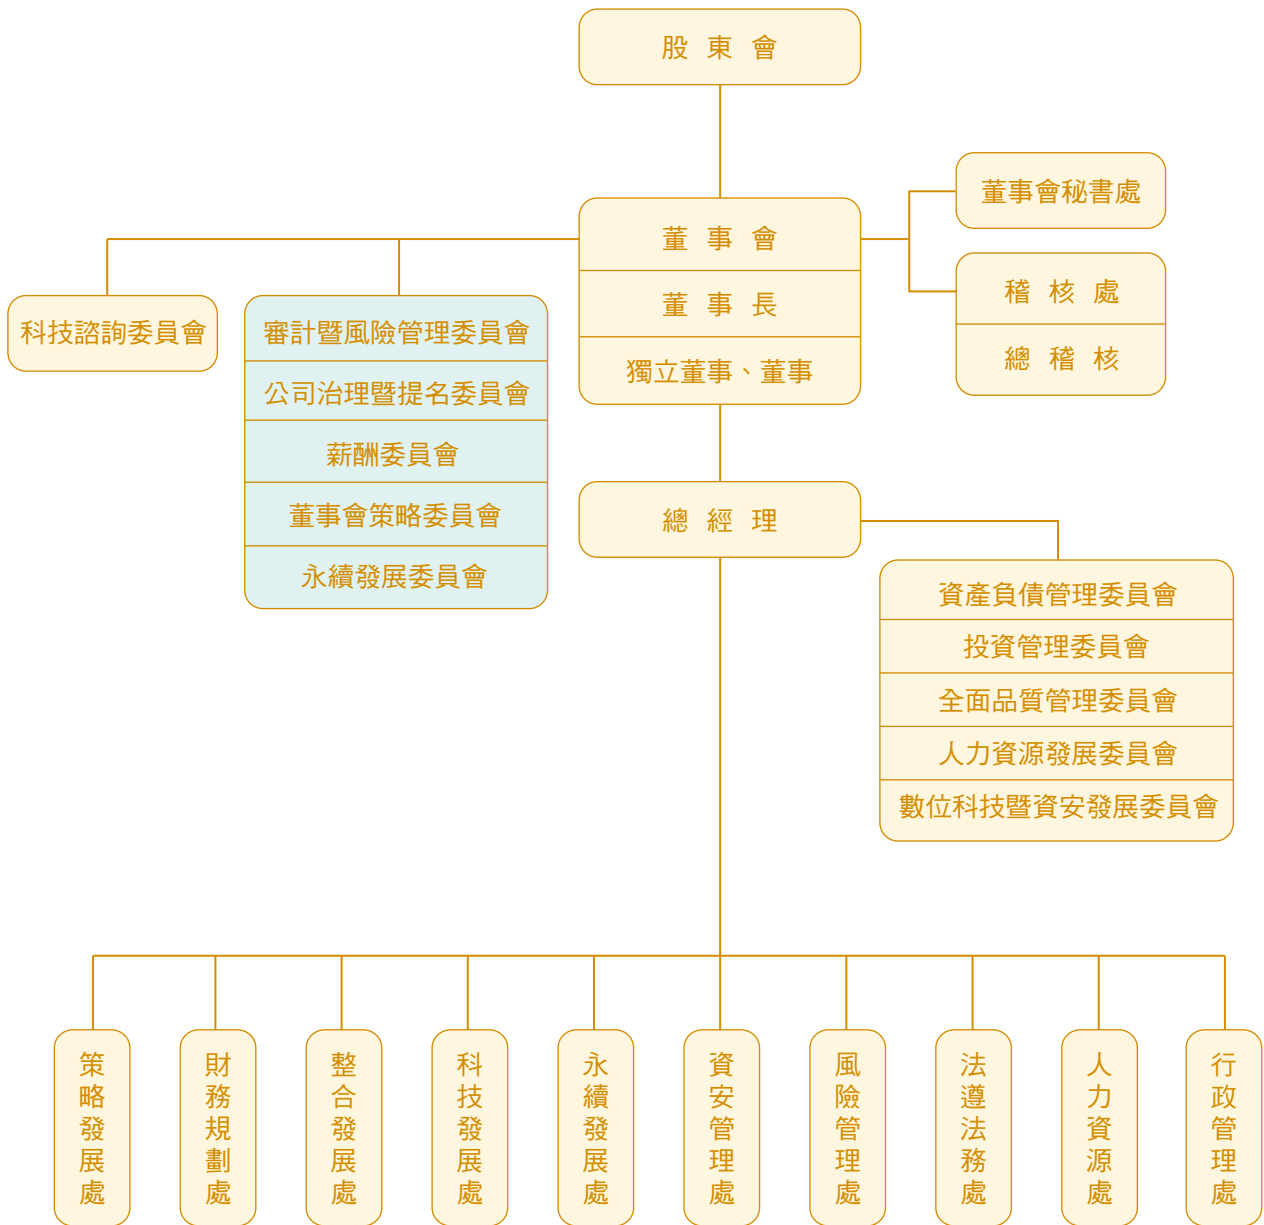 股東會
董事會
董事長
獨立董事、董事
董事會秘書處
稽核處
總稽核
科技諮詢委員會
審計暨風險管理委員會
公司治理暨提名委員會
薪酬委員會
董事會策略委員會
永續發展委員會
總經理
資產負債管理委員會
投資管理委員會
全面品質管理委員會
人力資源發展委員會
數位科技暨資安發展委員會
策略發展處
財務規劃處
整合發展處
科技發展處
永續發展處
資安管理處
風險管理處
法遵法務處
人力資源處
行政管理處